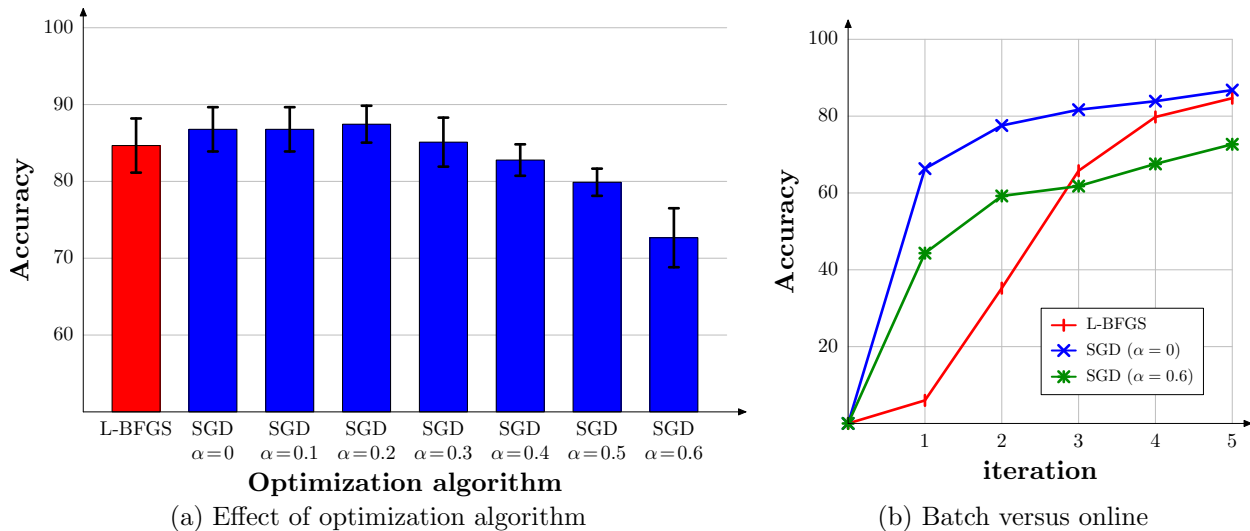 100
90
80
70
60
Accuracy
L-BFGS SGD SGD SGD SGD SGD SGD SGD
α=0 α=0.1 α=0.2 α=0.3 α=0.4 α=0.5 α=0.6
Optimization algorithm
(a) Effect of optimization algorithm
100
80
60
40
20
Accuracy
L-BFGS
SGD (α = 0)
SGD (α = 0.6)
1 2 3 4 5
iteration
(b) Batch versus online